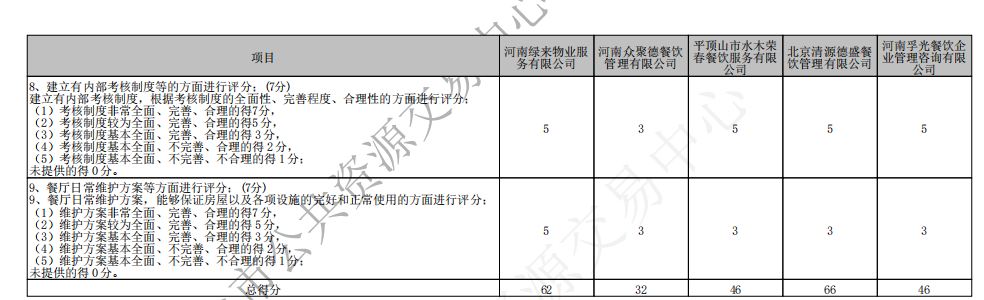 项目
河南绿来物业服
务有限公司
河南众聚德餐饮
管理有限公司
平顶山市水木荣
春餐饮服务有限
公司
北京清源德盛餐
饮管理有限公司
河南孚光餐饮企
业管理咨询有限
公司
8、建立有内部考核制度等的方面进行评分；(7分)
建立有内部考核制度，根据考核制度的全面性、完善程度、合理性的方面进行评分；
（1）考核制度非常全面、完善、合理的得7分，
（2）考核制度较为全面、完善、合理的得5分，
（3）考核制度基本全面、完善、合理的得３分，
（4）考核制度基本全面、不完善、合理的得２分，
（5）考核制度基本全面、不完善、不合理的得１分；
未提供的得０分。
5 3 5 5 5
9、餐厅日常维护方案等方面进行评分；(7分)
9、餐厅日常维护方案，能够保证房屋以及各项设施的完好和正常使用的方面进行评分；
（1）维护方案非常全面、完善、合理的得7分，
（2）维护方案较为全面、完善、合理的得５分，
（3）维护方案基本全面、完善、合理的得３分，
（4）维护方案基本全面、不完善、合理的得２分，
（5）维护方案基本全面、不完善、不合理的得１分；
未提供的得０分。
5 3 3 3 3
总得分 62 32 46 66 46
市公共资源交易中心
源交易中心